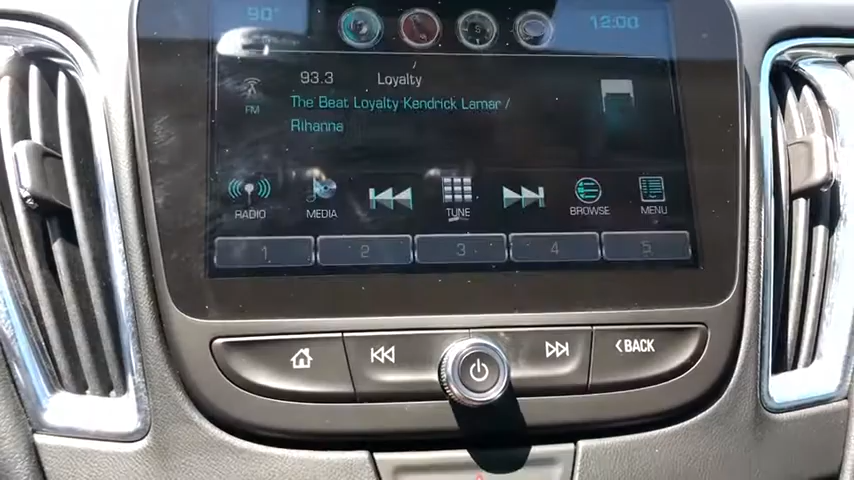 90° 12:00
93.3 Loyalty
FM
The Beat Loyalty Kendrick Lamar /
Rihanna
RADIO MEDIA TUNE BROWSE MENU
1 2 3 4 5
BACK